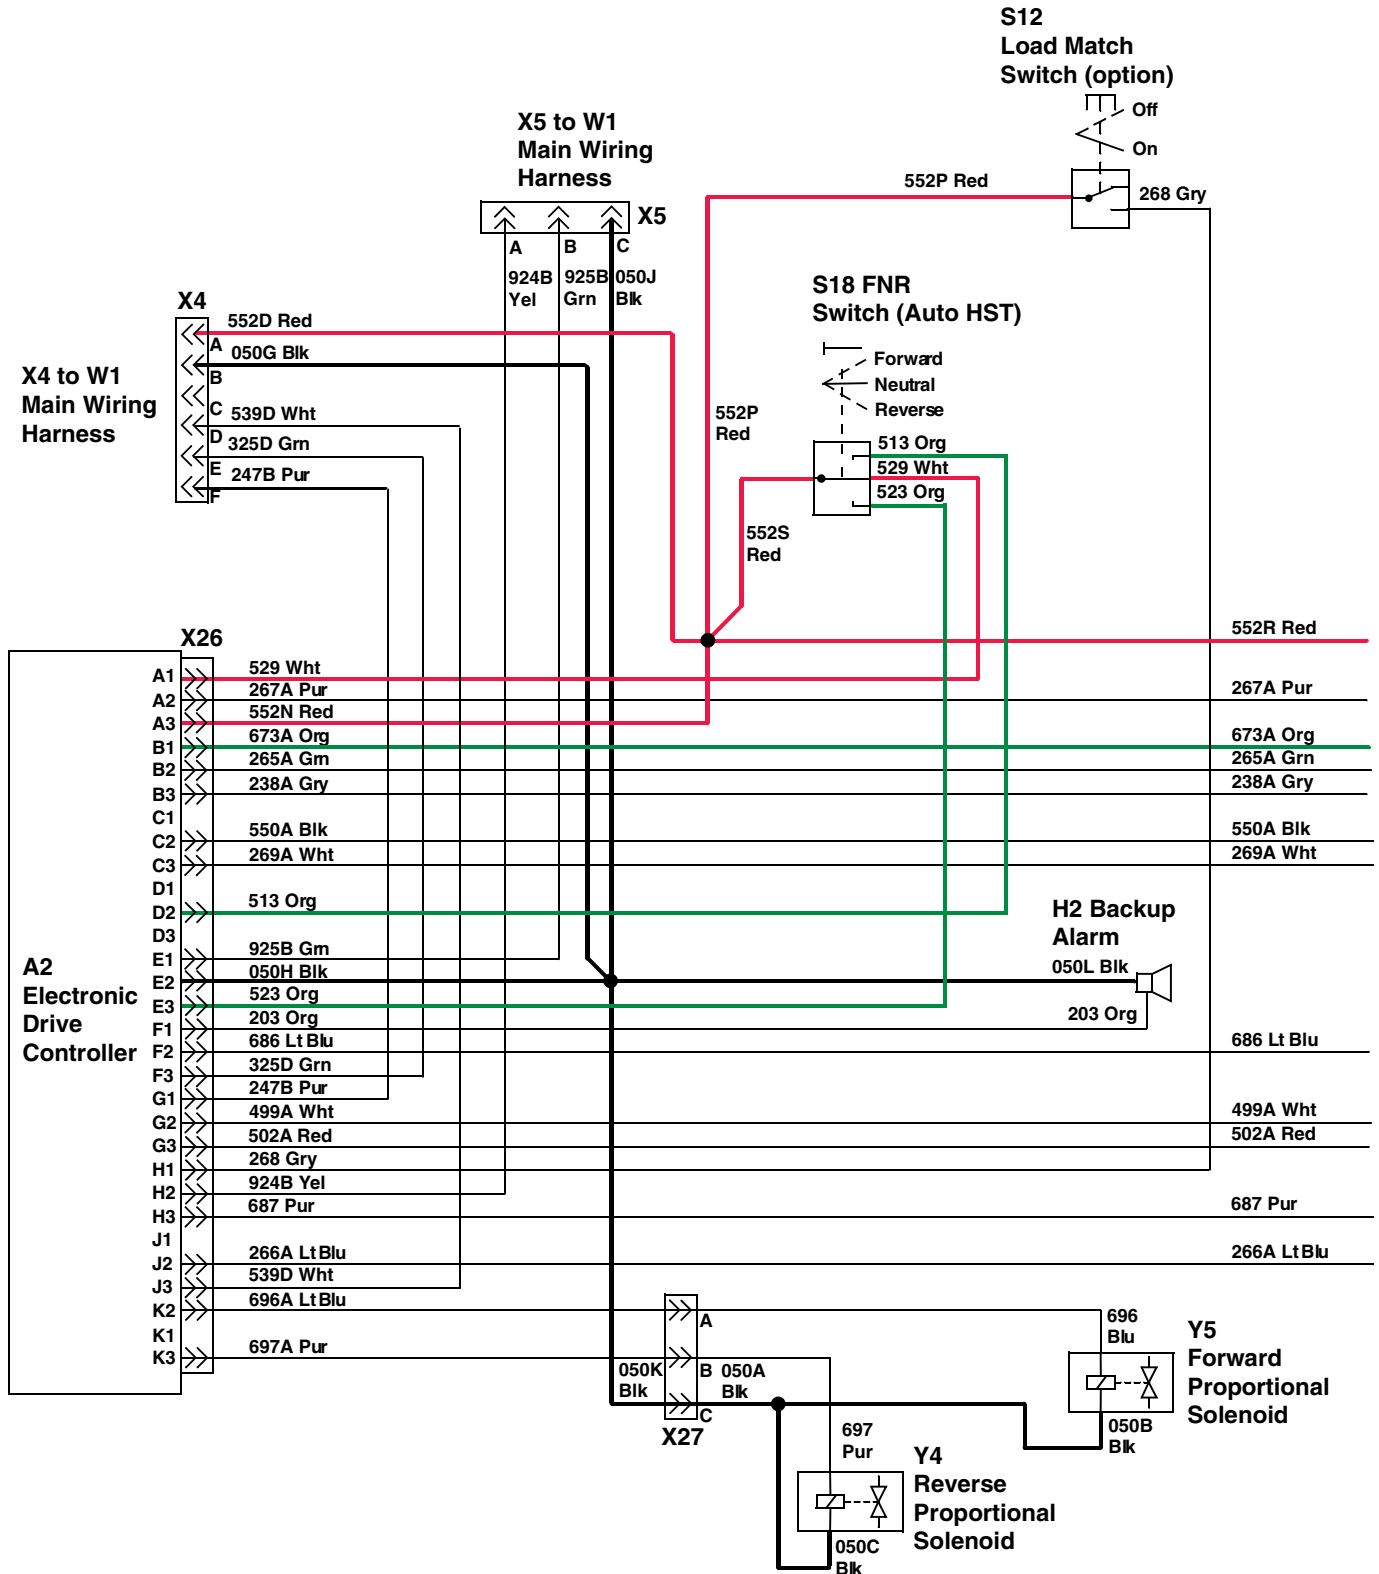 S12
Load Match
Switch (option)
Off
On
X5 to W1
Main Wiring
Harness
552P Red
268 Gry
X5
A
B
C
924B
Yel
925B
Grn
050J
Blk
S18 FNR
Switch (Auto HST)
X4
552D Red
A
050G Blk
B
C
539D Wht
D
325D Grn
E
247B Pur
F
X4 to W1
Main Wiring
Harness
Forward
Neutral
Reverse
552P
Red
513 Org
529 Wht
523 Org
552S
Red
552R Red
X26
A1
529 Wht
A2
267A Pur
267A Pur
A3
552N Red
B1
673A Org
673A Org
B2
265A Grn
265A Grn
B3
238A Gry
238A Gry
C1
C2
550A Blk
550A Blk
C3
269A Wht
269A Wht
D1
D2
513 Org
D3
E1
925B Grn
E2
050H Blk
E3
523 Org
F1
203 Org
F2
686 Lt Blu
686 Lt Blu
F3
325D Grn
G1
247B Pur
G2
499A Wht
499A Wht
G3
502A Red
502A Red
H1
268 Gry
H2
924B Yel
H3
687 Pur
687 Pur
J1
J2
266A Lt Blu
266A Lt Blu
J3
539D Wht
K2
696A Lt Blu
K1
K3
697A Pur
A2
Electronic
Drive
Controller
H2 Backup
Alarm
050L Blk
203 Org
A
B
C
X27
050K
Blk
050A
Blk
696
Blu
Y5
Forward
Proportional
Solenoid
050B
Blk
697
Pur
Y4
Reverse
Proportional
Solenoid
050C
Blk